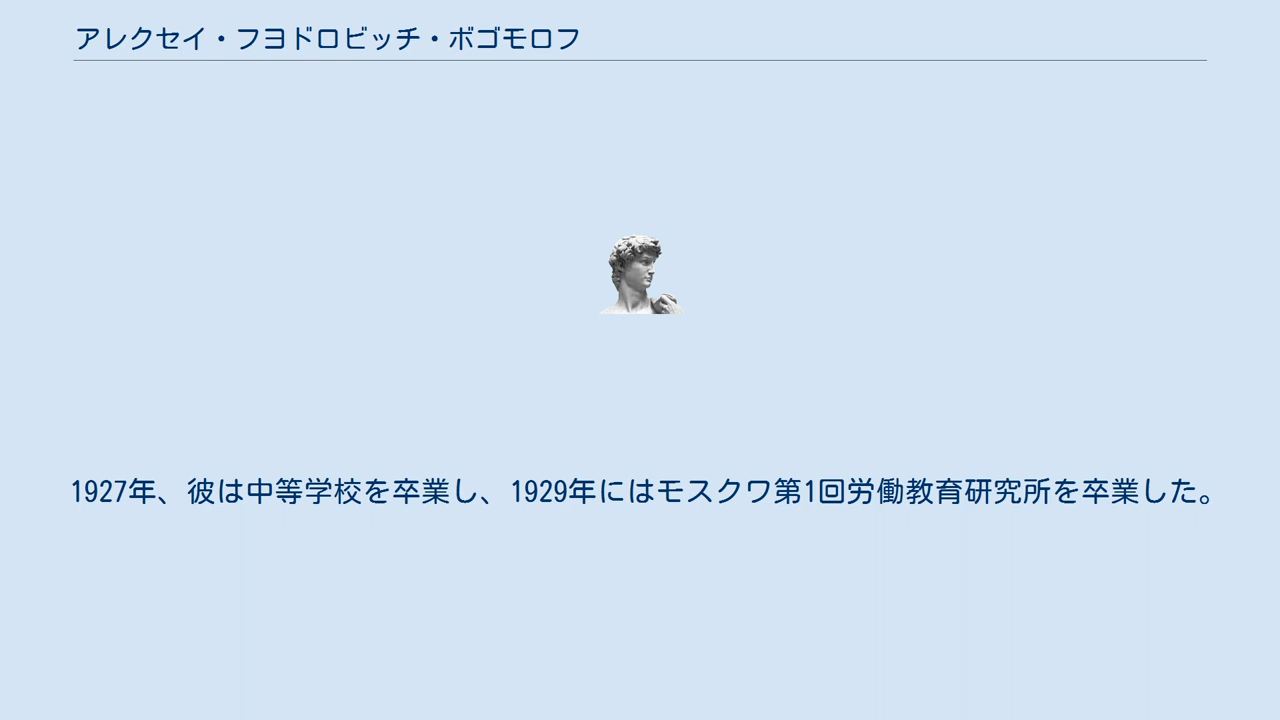 アレクセイ・フヨドロビッチ・ボゴモロフ
1927年、彼は中等学校を卒業し、1929年にはモスクワ第1回労働教育研究所を卒業した。